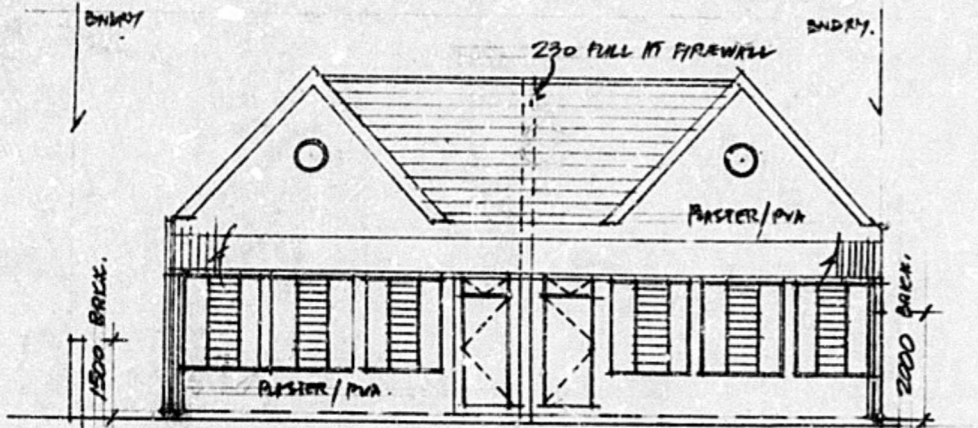 BNDRY.
BNDRY.
230 FULL HT FIREWALL
PLASTER/PVA
1500 BRICK.
2000 BRICK.
PLASTER/PVA.